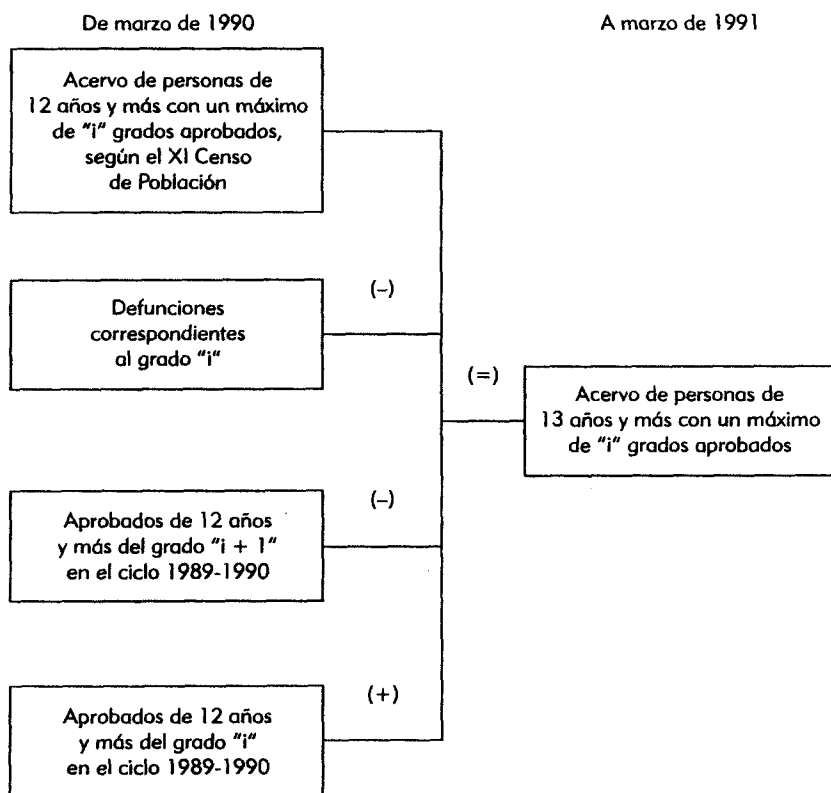 De marzo de 1990
A marzo de 1991
Acervo de personas de
12 años y más con un máximo
de "i" grados aprobados,
según el XI Censo
de Población
(–)
Defunciones
correspondientes
al grado "i"
(=)
Acervo de personas de
13 años y más con un máximo
de "i" grados aprobados
(–)
Aprobados de 12 años
y más del grado "i + 1"
en el ciclo 1989-1990
(+)
Aprobados de 12 años
y más del grado "i"
en el ciclo 1989-1990